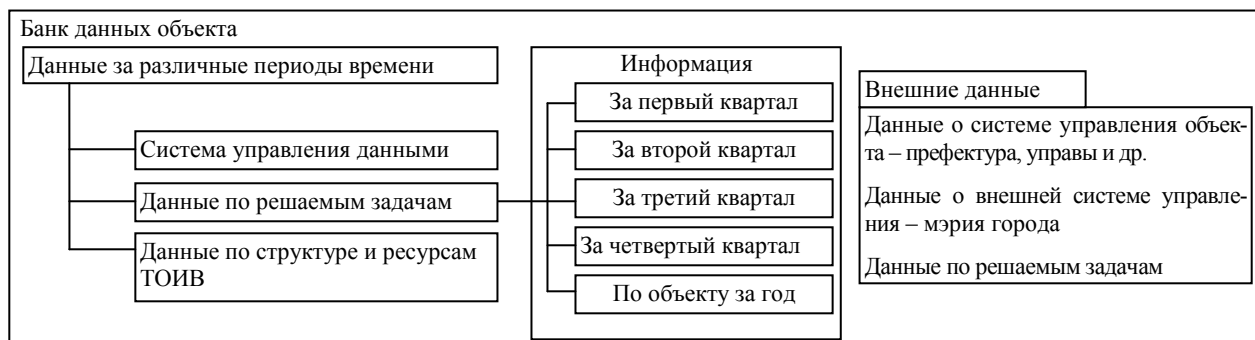 Банк данных объекта
Данные за различные периоды времени
Система управления данными
Данные по решаемым задачам
Данные по структуре и ресурсам
ТОИВ
Информация
За первый квартал
За второй квартал
За третий квартал
За четвертый квартал
По объекту за год
Внешние данные
Данные о системе управления объек-
та – префектура, управы и др.
Данные о внешней системе управле-
ния – мэрия города
Данные по решаемым задачам